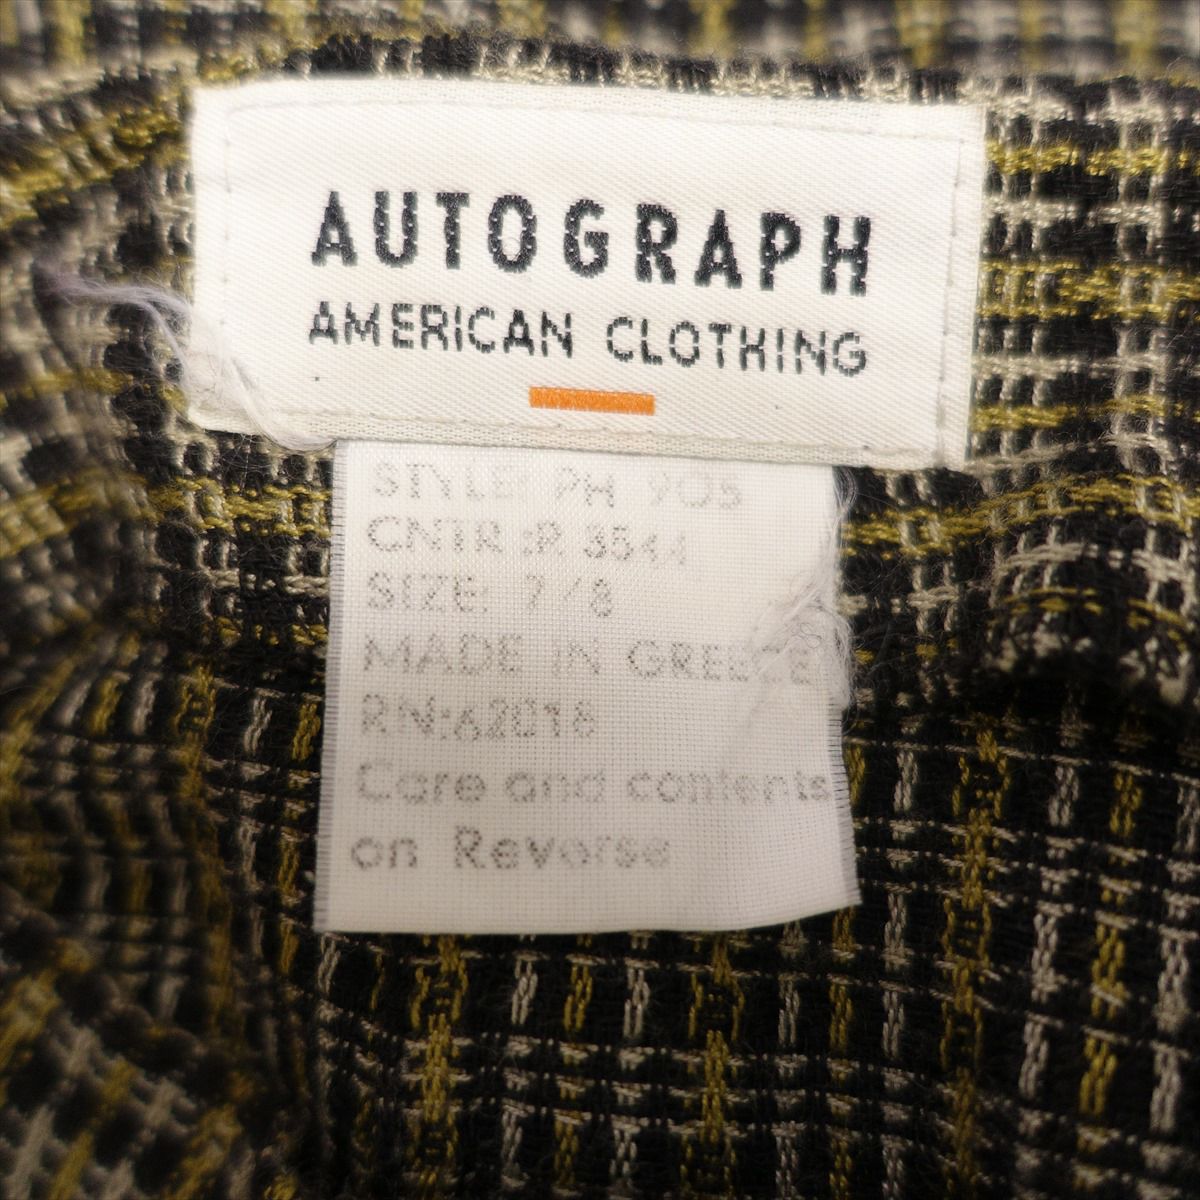 AUTOGRAPH
AMERICAN CLOTHING
STYLE: PH 905
CNTR :R 3544
SIZE: 7/8
MADE IN GREECE
RN:62018
Care and contents
on Reverse